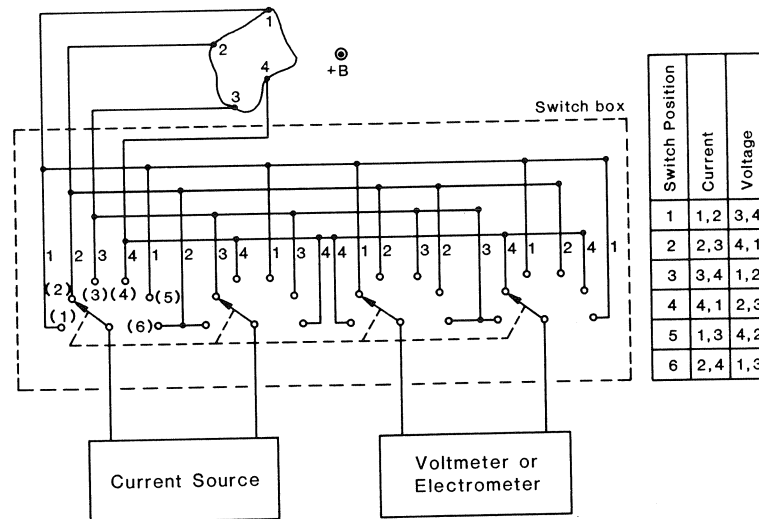 1
2
4
+B
3
Switch box
1 2 3 4 1 2 3 4 1 3 4 4 1 2 3 2 3 4 1 2 4 1
(2) (3) (4) (5)
(1) (6)
Current Source
Voltmeter or
Electrometer
Switch Position Current Voltage
1 1,2 3,4
2 2,3 4,1
3 3,4 1,2
4 4,1 2,3
5 1,3 4,2
6 2,4 1,3